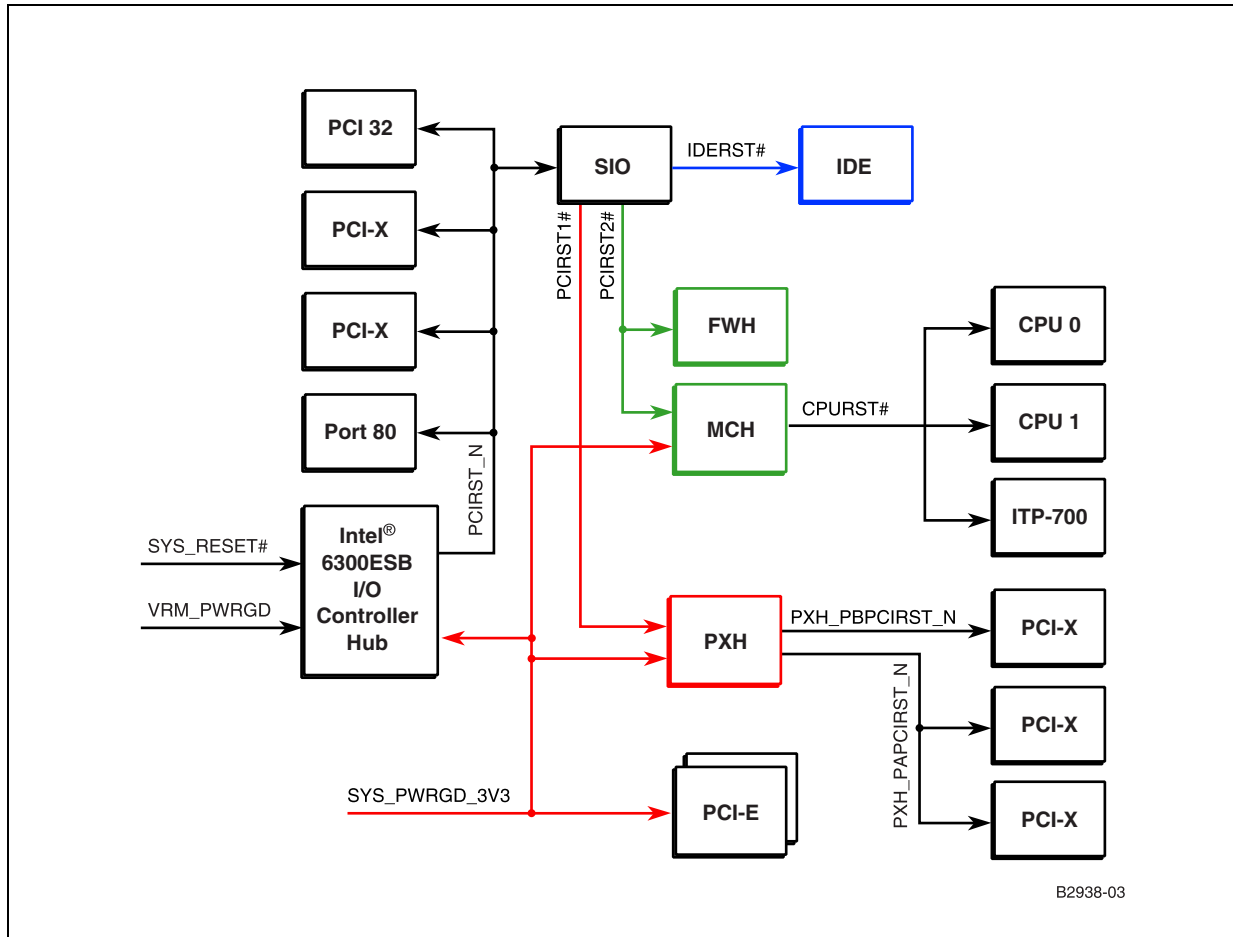 PCI 32
SIO
IDERST#
IDE
PCI-X
PCIRST1#
PCIRST2#
PCI-X
FWH
CPU 0
Port 80
PCIRST_N
MCH
CPURST#
CPU 1
ITP-700
SYS_RESET#
VRM_PWRGD
Intel®
6300ESB
I/O
Controller
Hub
PXH
PXH_PBPCIRST_N
PCI-X
PXH_PAPCIRST_N
PCI-X
SYS_PWRGD_3V3
PCI-E
PCI-X
B2938-03